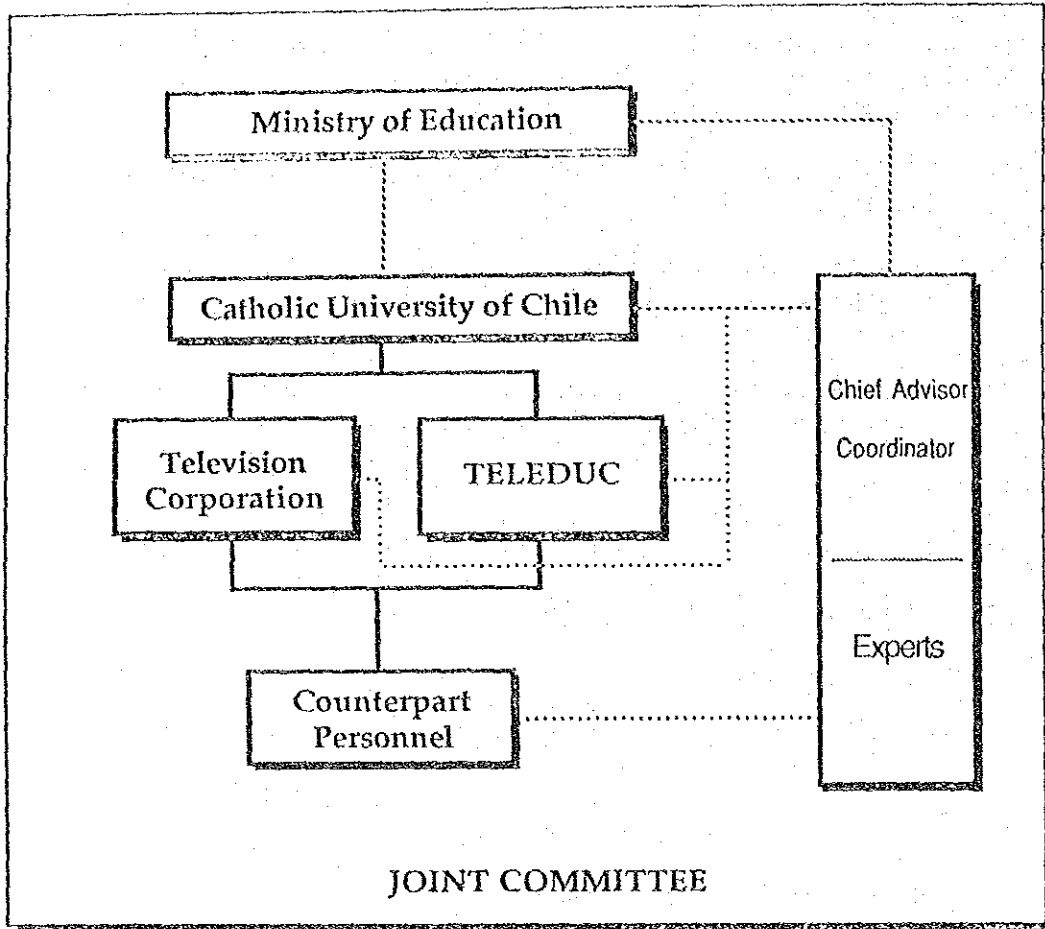 Ministry of Education
Catholic University of Chile
Television
Corporation
TELEDUC
Chief Advisor
Coordinator
Experts
Counterpart
Personnel
JOINT COMMITTEE